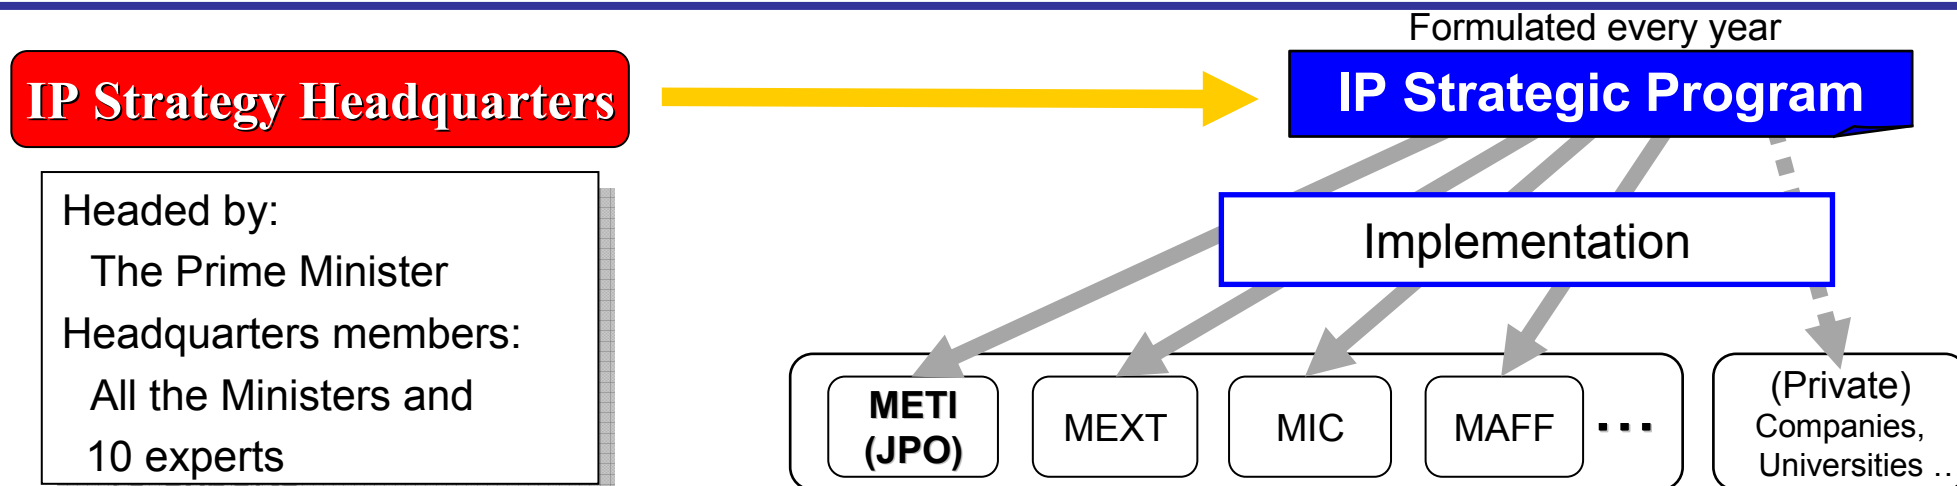 Formulated every year
IP Strategy Headquarters
IP Strategic Program
Headed by:
The Prime Minister
Headquarters members:
All the Ministers and
10 experts
Implementation
METI
(JPO)
MEXT
MIC
MAFF
...
(Private)
Companies,
Universities ..